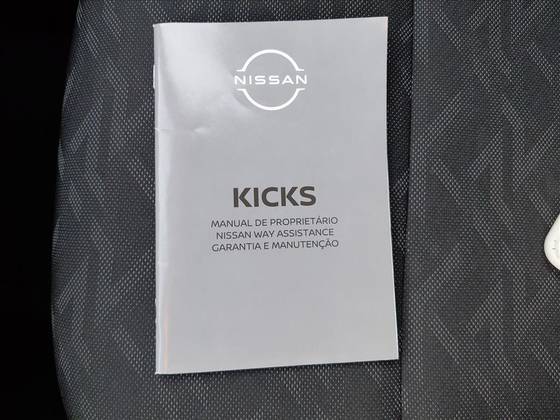 NISSAN
KICKS
MANUAL DE PROPRIETÁRIO
NISSAN WAY ASSISTANCE
GARANTIA E MANUTENÇÃO